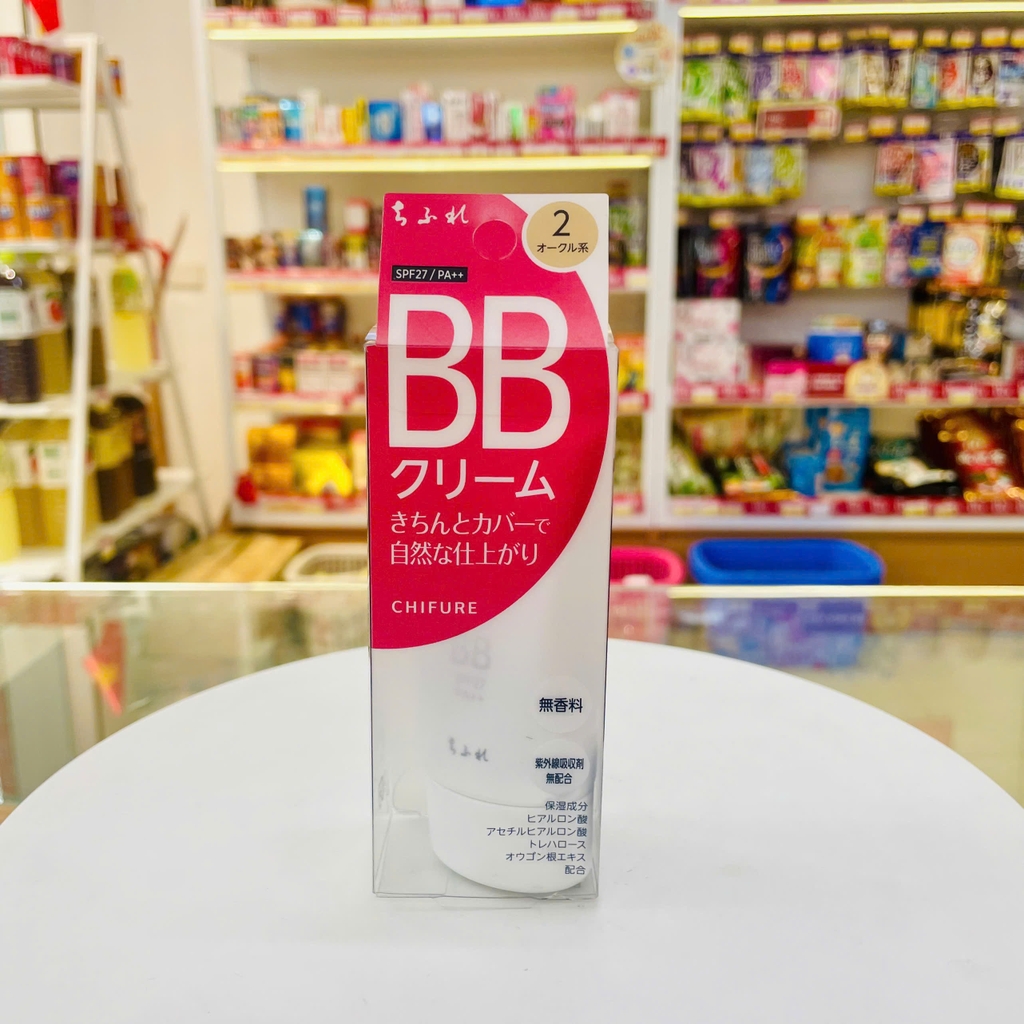 ちふれ
2
オークル系
SPF27 / PA++
BB
クリーム
きちんとカバーで
自然な仕上がり
CHIFURE
ちふれ
無香料
紫外線吸収剤
無配合
保湿成分
ヒアルロン酸
アセチルヒアルロン酸
トレハロース
オウゴン根エキス
配合